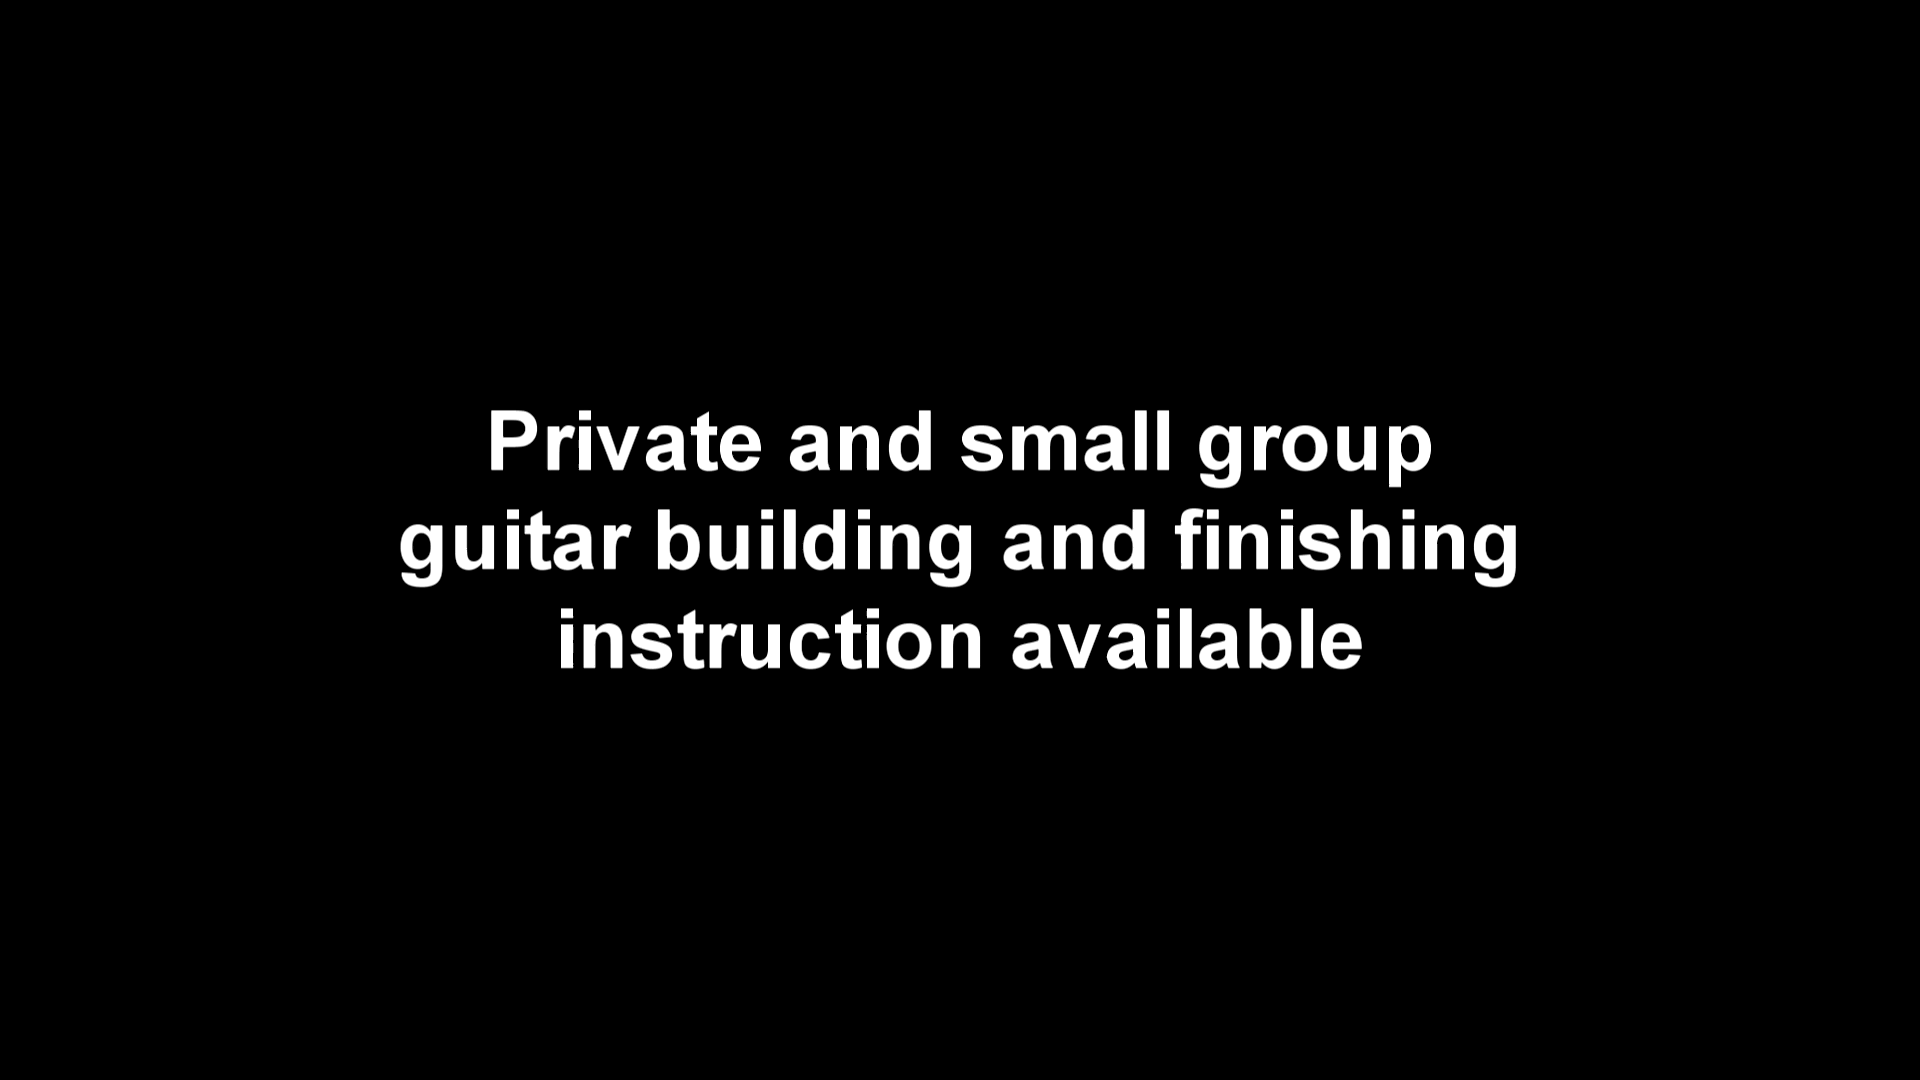 Private and small group
guitar building and finishing
instruction available